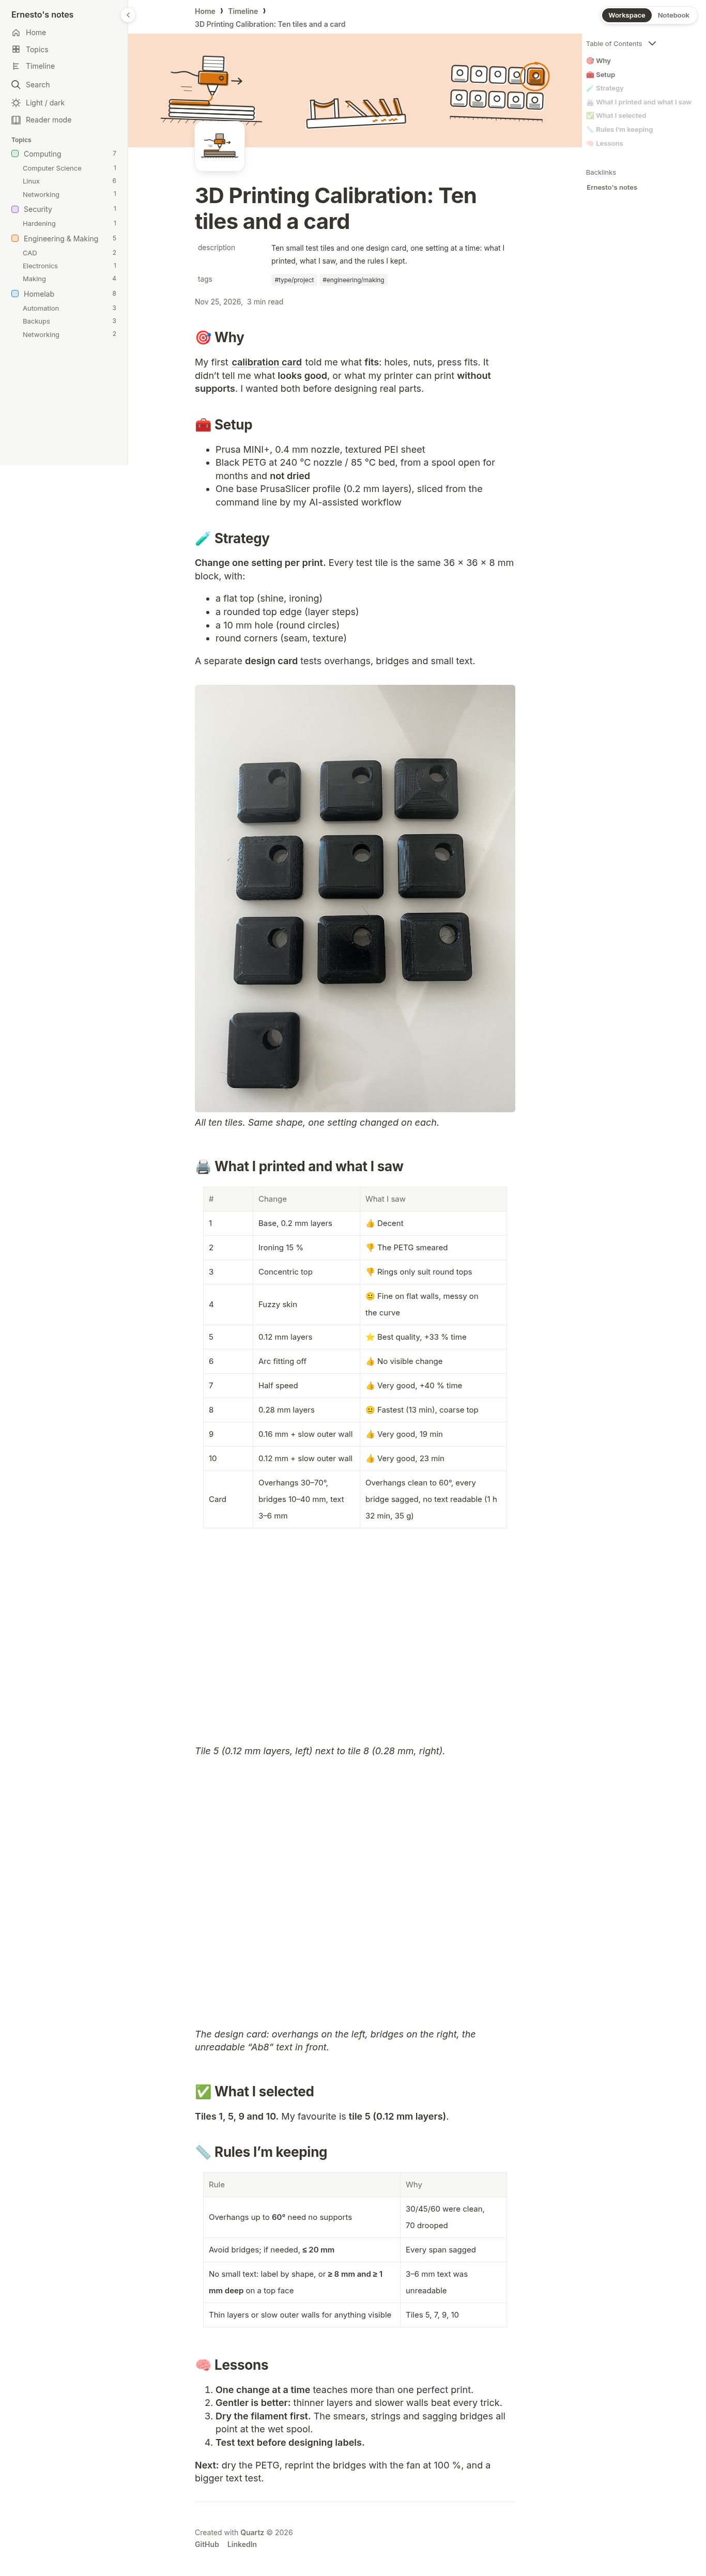 Ernesto's notes
Home
Topics
Timeline
Search
Light / dark
Reader mode
Topics
Computing 7
Computer Science 1
Linux 6
Networking 1
Security 1
Hardening 1
Engineering & Making 5
CAD 2
Electronics 1
Making 4
Homelab 8
Automation 3
Backups 3
Networking 2
Home ❯ Timeline ❯
3D Printing Calibration: Ten tiles and a card
3D Printing Calibration: Ten
tiles and a card
description Ten small test tiles and one design card, one setting at a time: what I
printed, what I saw, and the rules I kept.
tags #type/project #engineering/making
Nov 25, 2026, 3 min read
🎯 Why
My first calibration card told me what fits: holes, nuts, press fits. It
didn't tell me what looks good, or what my printer can print without
supports. I wanted both before designing real parts.
🧰 Setup
• Prusa MINI+, 0.4 mm nozzle, textured PEI sheet
• Black PETG at 240 °C nozzle / 85 °C bed, from a spool open for
months and not dried
• One base PrusaSlicer profile (0.2 mm layers), sliced from the
command line by my AI-assisted workflow
🧪 Strategy
Change one setting per print. Every test tile is the same 36 × 36 × 8 mm
block, with:
• a flat top (shine, ironing)
• a rounded top edge (layer steps)
• a 10 mm hole (round circles)
• round corners (seam, texture)
A separate design card tests overhangs, bridges and small text.
All ten tiles. Same shape, one setting changed on each.
🖨️ What I printed and what I saw
# Change What I saw
1 Base, 0.2 mm layers 👍 Decent
2 Ironing 15 % 👎 The PETG smeared
3 Concentric top 👎 Rings only suit round tops
4 Fuzzy skin 😐 Fine on flat walls, messy on
the curve
5 0.12 mm layers ⭐ Best quality, +33 % time
6 Arc fitting off 👍 No visible change
7 Half speed 👍 Very good, +40 % time
8 0.28 mm layers 😐 Fastest (13 min), coarse top
9 0.16 mm + slow outer wall 👍 Very good, 19 min
10 0.12 mm + slow outer wall 👍 Very good, 23 min
Card Overhangs 30–70°, bridges 10–40 mm, text 3–6 mm Overhangs clean to 60°, every
bridge sagged, no text readable (1 h
32 min, 35 g)
Tile 5 (0.12 mm layers, left) next to tile 8 (0.28 mm, right).
The design card: overhangs on the left, bridges on the right, the
unreadable “Ab8” text in front.
✅ What I selected
Tiles 1, 5, 9 and 10. My favourite is tile 5 (0.12 mm layers).
📏 Rules I’m keeping
Rule Why
Overhangs up to 60° need no supports 30/45/60 were clean,
70 drooped
Avoid bridges; if needed, ≤ 20 mm Every span sagged
No small text: label by shape, or ≥ 8 mm and ≥ 1
mm deep on a top face 3–6 mm text was
unreadable
Thin layers or slow outer walls for anything visible Tiles 5, 7, 9, 10
🧠 Lessons
1. One change at a time teaches more than one perfect print.
2. Gentler is better: thinner layers and slower walls beat every trick.
3. Dry the filament first. The smears, strings and sagging bridges all
point at the wet spool.
4. Test text before designing labels.
Next: dry the PETG, reprint the bridges with the fan at 100 %, and a
bigger text test.
Created with Quartz © 2026
GitHub LinkedIn
Workspace Notebook
Table of Contents
🎯 Why
🧰 Setup
🧪 Strategy
🖨️ What I printed and what I saw
✅ What I selected
📏 Rules I’m keeping
🧠 Lessons
Backlinks
Ernesto's notes